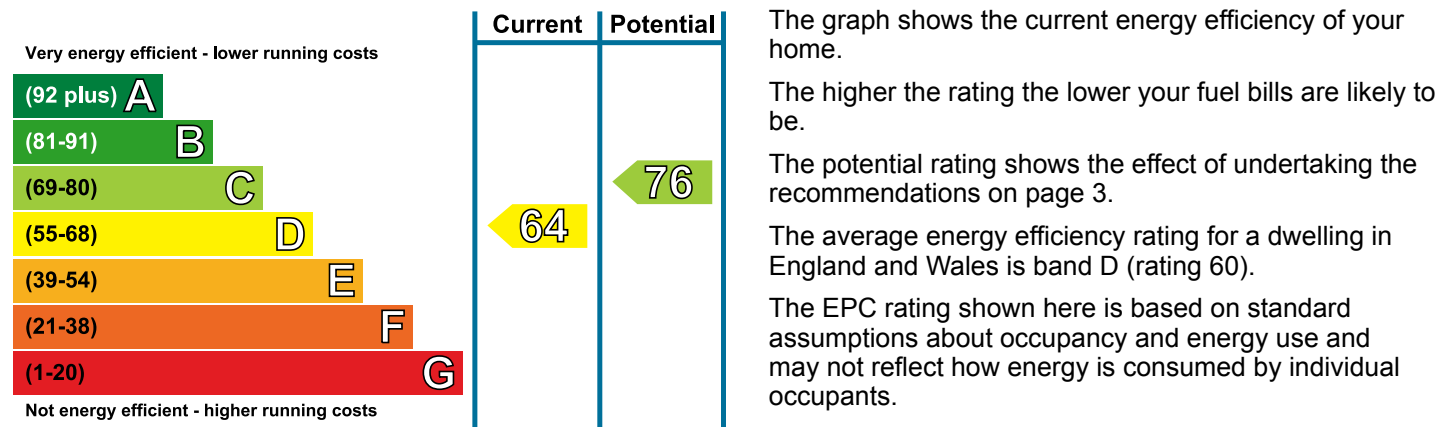 Current Potential
Very energy efficient - lower running costs
(92 plus) A
(81-91) B
(69-80) C
76
(55-68) D
64
(39-54) E
(21-38) F
(1-20) G
Not energy efficient - higher running costs
The graph shows the current energy efficiency of your
home.
The higher the rating the lower your fuel bills are likely to
be.
The potential rating shows the effect of undertaking the
recommendations on page 3.
The average energy efficiency rating for a dwelling in
England and Wales is band D (rating 60).
The EPC rating shown here is based on standard
assumptions about occupancy and energy use and
may not reflect how energy is consumed by individual
occupants.